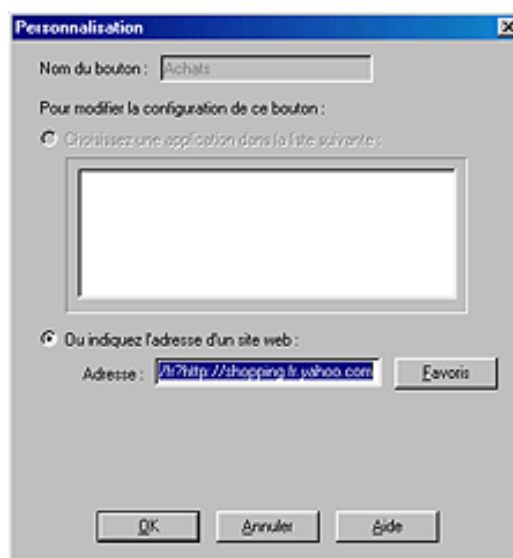 Personnalisation
Nom du bouton : Achats
Pour modifier la configuration de ce bouton :
Choisissez une application dans la liste suivante :
Ou indiquez l'adresse d'un site web :
Adresse : /fr?http://shopping.fr.yahoo.com Favoris
OK Annuler Aide